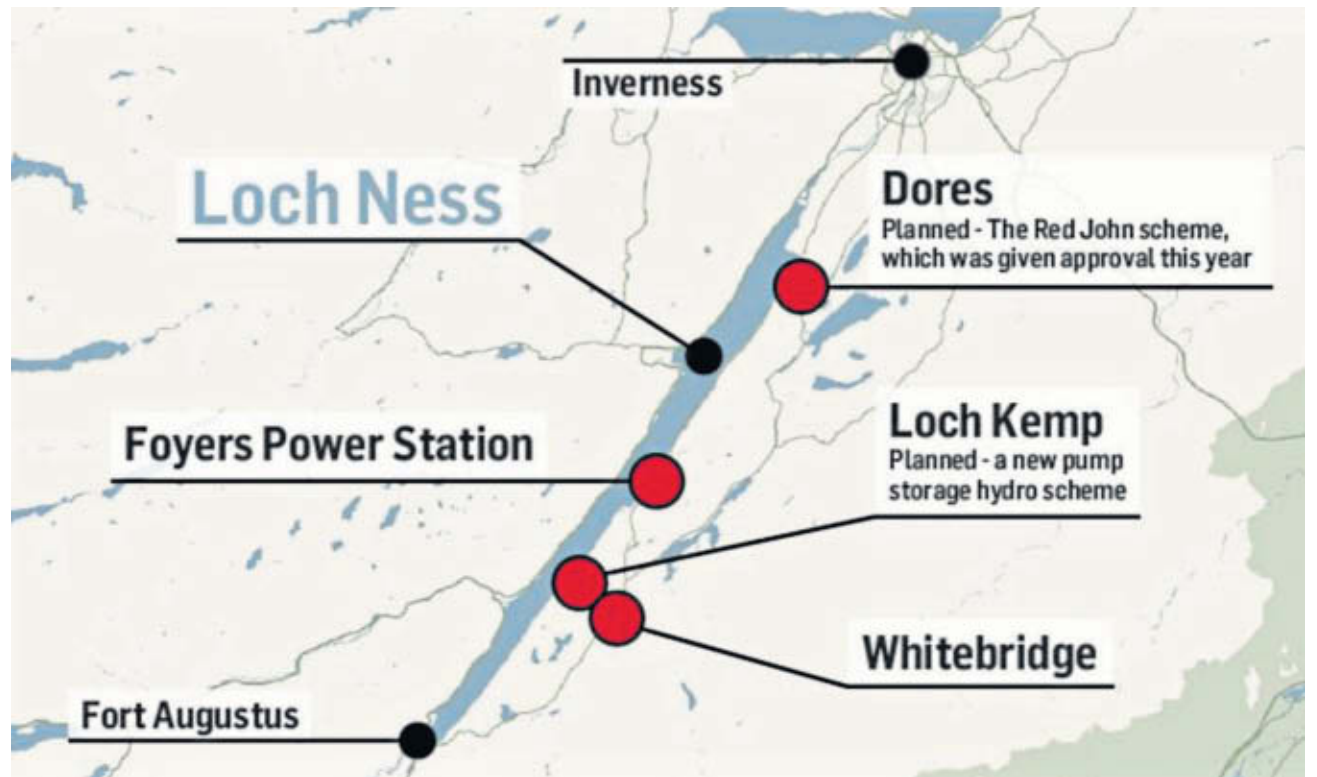 Inverness
Loch Ness
Dores
Planned - The Red John scheme,
which was given approval this year
Foyers Power Station
Loch Kemp
Planned - a new pump
storage hydro scheme
Whitebridge
Fort Augustus